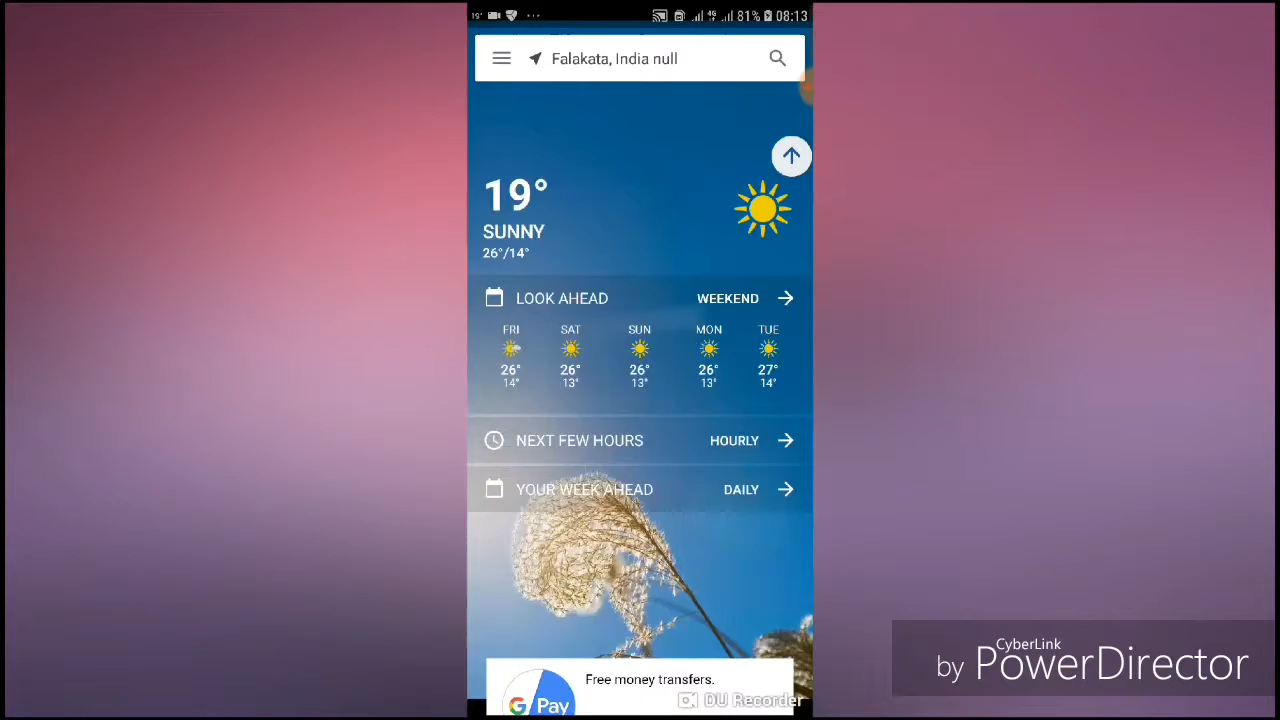 19° ... 4G 81% 08:13
Falakata, India null
19°
SUNNY
26°/14°
LOOK AHEAD WEEKEND
FRI SAT SUN MON TUE
26° 26° 26° 26° 27°
14° 13° 13° 13° 14°
NEXT FEW HOURS HOURLY
YOUR WEEK AHEAD DAILY
Free money transfers.
G Pay
DU Recorder
CyberLink
by PowerDirector